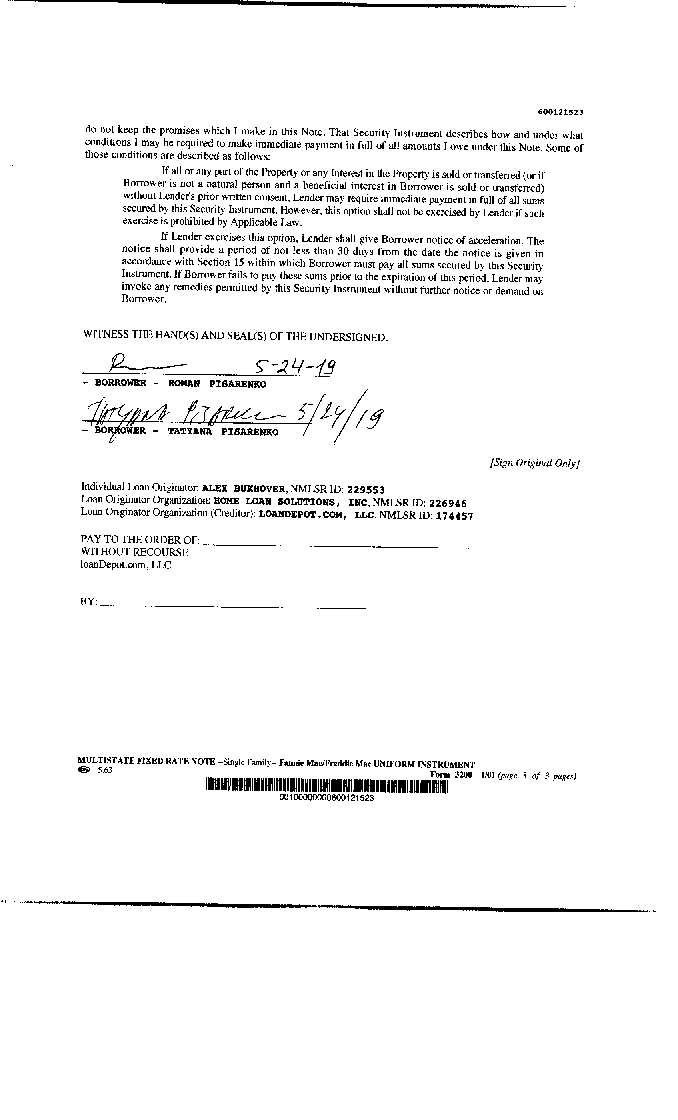 600121523
do not keep the promises which I make in this Note. That Security Instrument describes how and under what
conditions I may be required to make immediate payment in full of all amounts I owe under this Note. Some of
those conditions are described as follows:
If all or any part of the Property or any Interest in the Property is sold or transferred (or if
Borrower is not a natural person and a beneficial interest in Borrower is sold or transferred)
without Lender's prior written consent, Lender may require immediate payment in full of all sums
secured by this Security Instrument. However, this option shall not be exercised by Lender if such
exercise is prohibited by Applicable Law.
If Lender exercises this option, Lender shall give Borrower notice of acceleration. The
notice shall provide a period of not less than 30 days from the date the notice is given in
accordance with Section 15 within which Borrower must pay all sums secured by this Security
Instrument. If Borrower fails to pay these sums prior to the expiration of this period, Lender may
invoke any remedies permitted by this Security Instrument without further notice or demand on
Borrower.
WITNESS THE HAND(S) AND SEAL(S) OF THE UNDERSIGNED.
5-24-19
- BORROWER - ROMAN PISARENKO
5/24/19
- BORROWER - TATYANA PISARENKO
[Sign Original Only]
Individual Loan Originator: ALEX BUKHOVER, NMLSR ID: 229553
Loan Originator Organization: HOME LOAN SOLUTIONS, INC, NMLSR ID: 226946
Loan Originator Organization (Creditor): LOANDEPOT.COM, LLC, NMLSR ID: 174457
PAY TO THE ORDER OF:
WITHOUT RECOURSE
loanDepot.com, LLC
BY:
MULTISTATE FIXED RATE NOTE -Single Family- Fannie Mae/Freddie Mac UNIFORM INSTRUMENT
5.63
Form 3200 1/01 (page 3 of 3 pages)